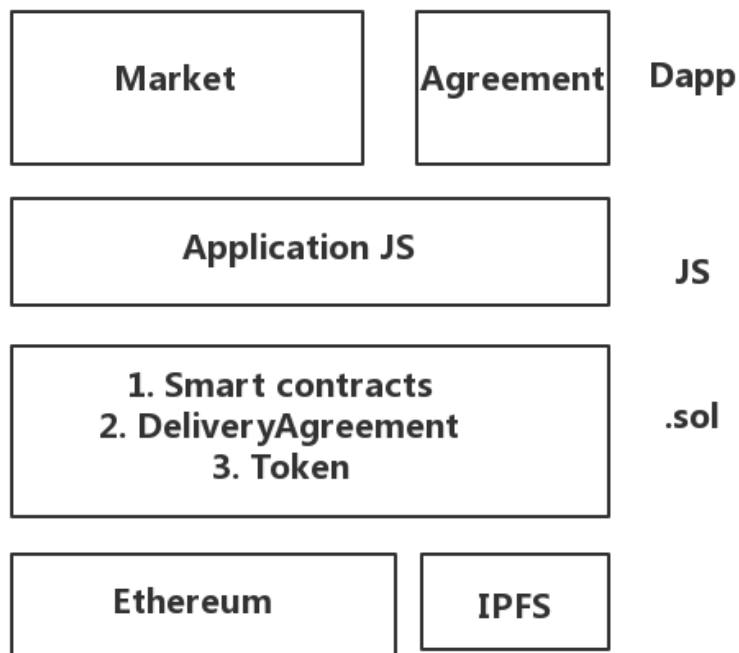 Market
Agreement
Dapp
Application JS
JS
1. Smart contracts
2. DeliveryAgreement
3. Token
.sol
Ethereum
IPFS